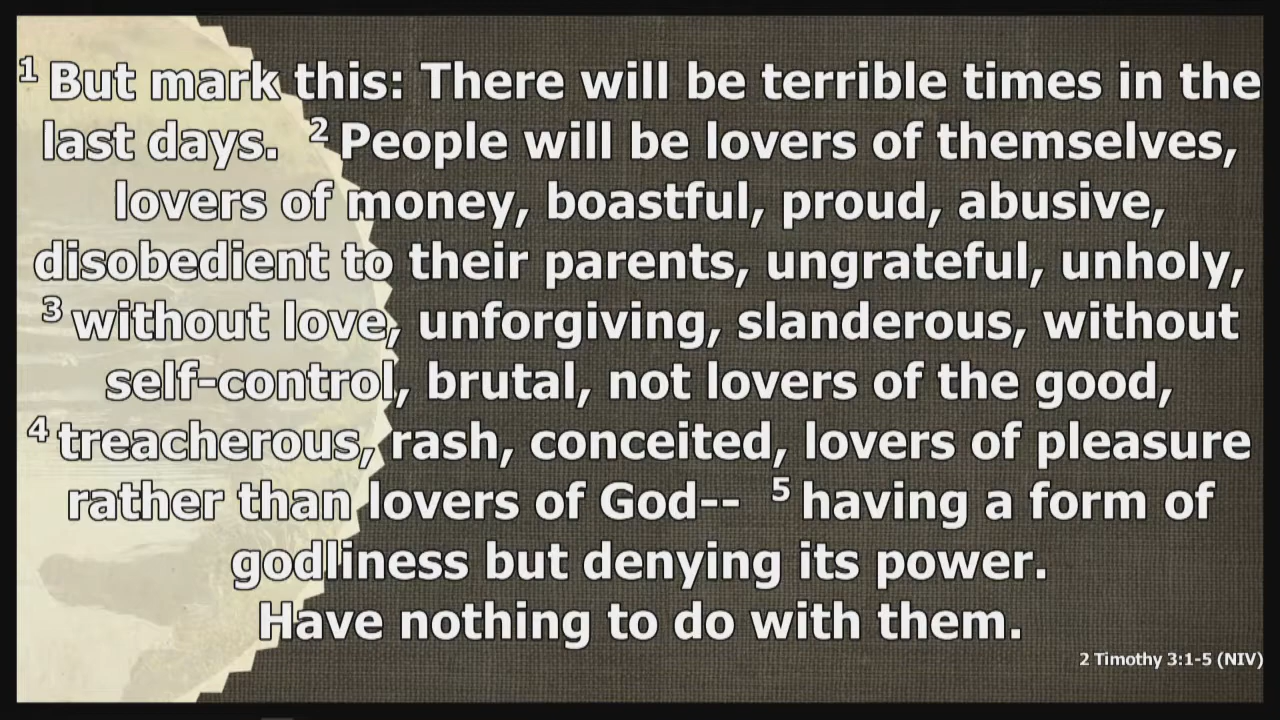 1 But mark this: There will be terrible times in the
last days. 2 People will be lovers of themselves,
lovers of money, boastful, proud, abusive,
disobedient to their parents, ungrateful, unholy,
3 without love, unforgiving, slanderous, without
self-control, brutal, not lovers of the good,
4 treacherous, rash, conceited, lovers of pleasure
rather than lovers of God-- 5 having a form of
godliness but denying its power.
Have nothing to do with them.
2 Timothy 3:1-5 (NIV)